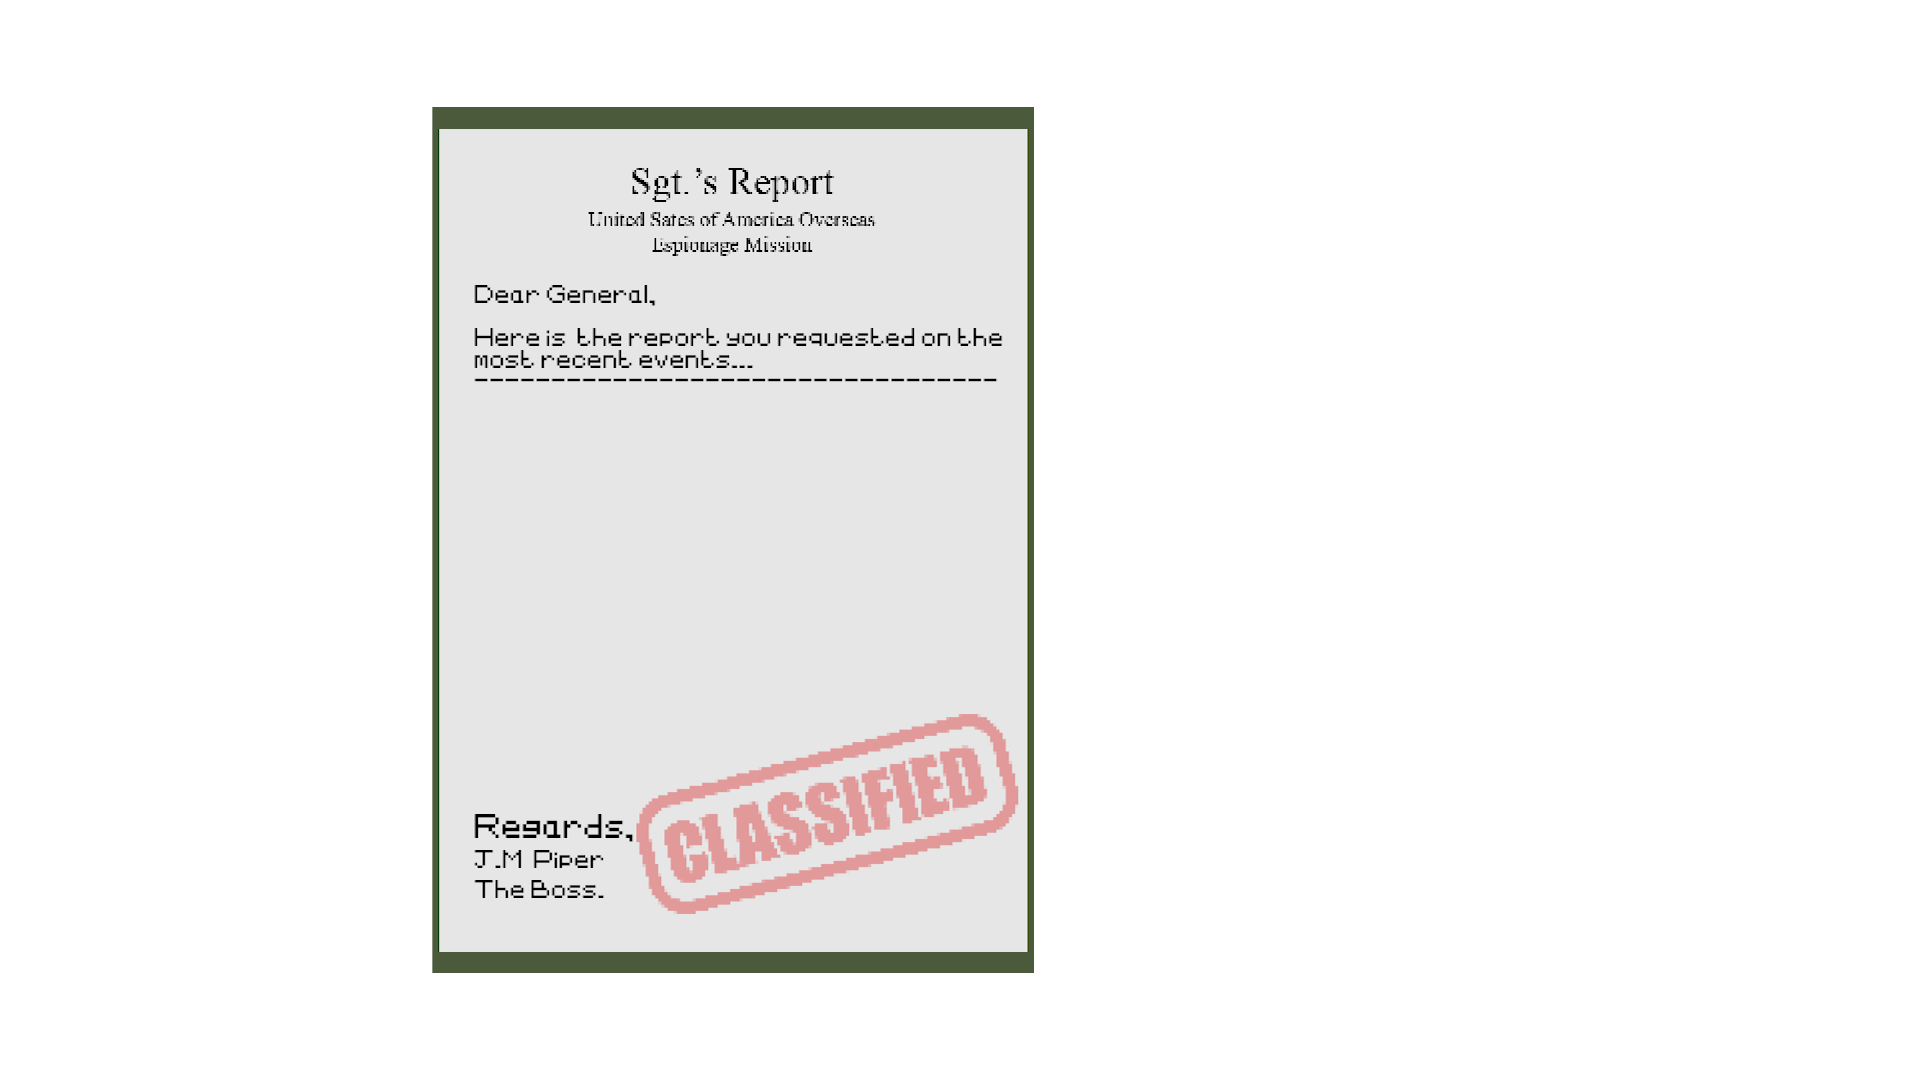 Sgt.’s Report
United Sates of America Overseas
Espionage Mission
Dear General,
Here is the report you requested on the
most recent events...
----------------------------------
Regards,
J.M Piper
The Boss.
CLASSIFIED